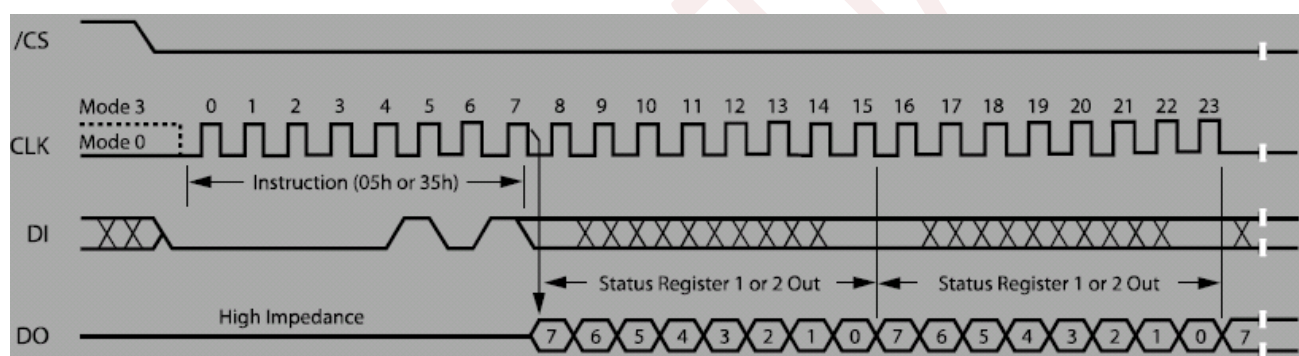 /CS
Mode 3 0 1 2 3 4 5 6 7 8 9 10 11 12 13 14 15 16 17 18 19 20 21 22 23
CLK Mode 0
Instruction (05h or 35h)
DI
Status Register 1 or 2 Out Status Register 1 or 2 Out
High Impedance
DO 7 6 5 4 3 2 1 0 7 6 5 4 3 2 1 0 7